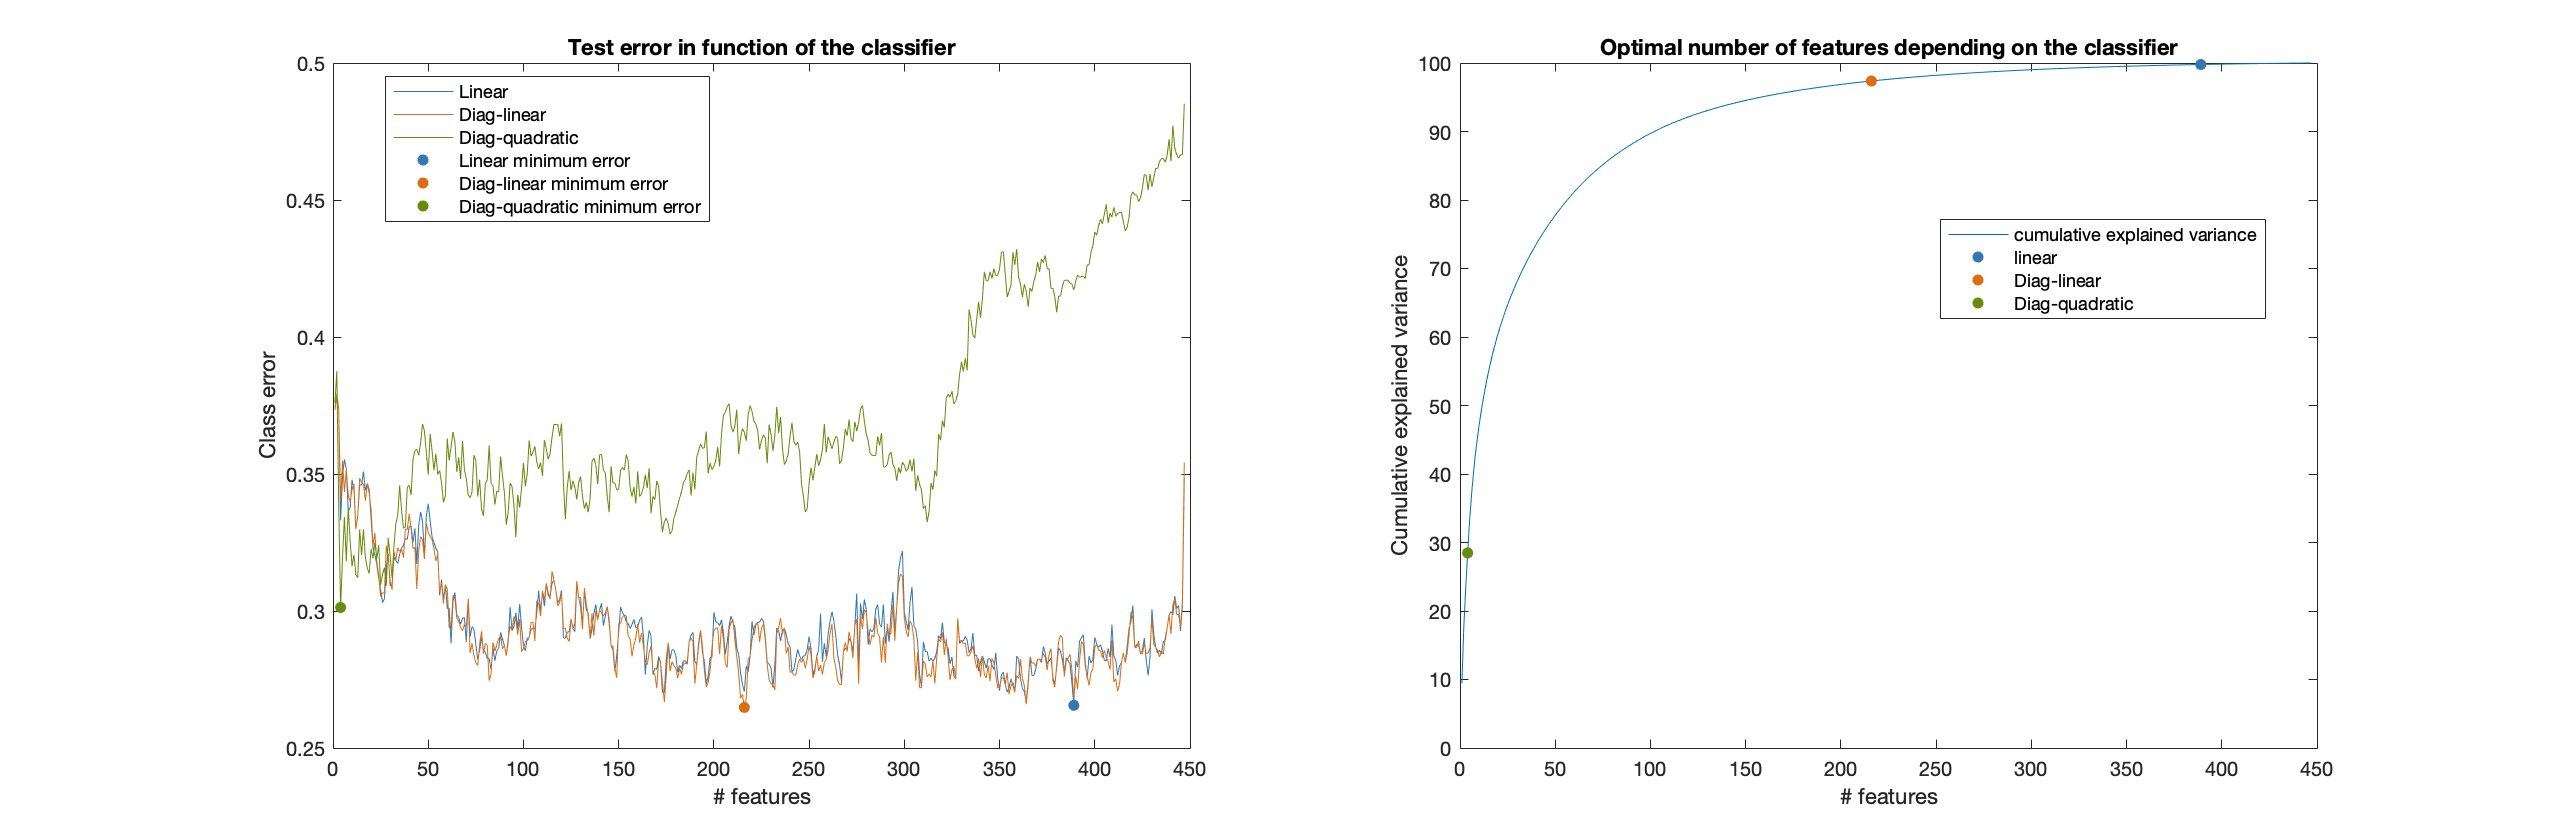 Test error in function of the classifier
0.5
0.45
0.4
0.35
0.3
0.25
Class error
Linear
Diag-linear
Diag-quadratic
Linear minimum error
Diag-linear minimum error
Diag-quadratic minimum error
0 50 100 150 200 250 300 350 400 450
# features
Optimal number of features depending on the classifier
100
90
80
70
60
50
40
30
20
10
0
Cumulative explained variance
cumulative explained variance
linear
Diag-linear
Diag-quadratic
0 50 100 150 200 250 300 350 400 450
# features